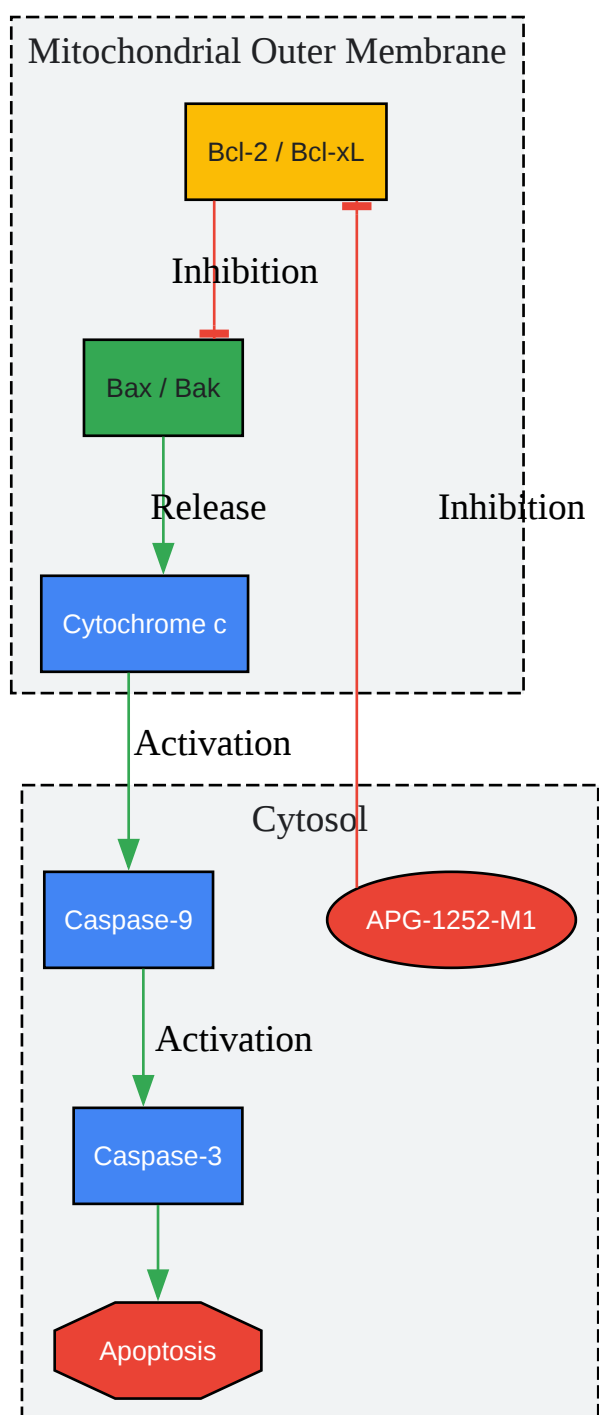 Mitochondrial Outer Membrane
Bcl-2 / Bcl-xL
Inhibition
Bax / Bak
Release
Inhibition
Cytochrome c
Activation
Cytosol
Caspase-9
APG-1252-M1
Activation
Caspase-3
Apoptosis